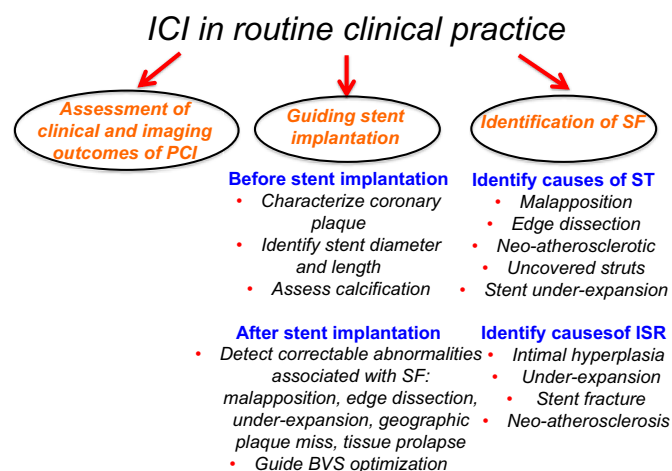 ICI in routine clinical practice
Assessment of
clinical and imaging
outcomes of PCI
Guiding stent
implantation
Identification of SF
Before stent implantation
• Characterize coronary
plaque
• Identify stent diameter
and length
• Assess calcification
After stent implantation
• Detect correctable abnormalities
associated with SF:
malapposition, edge dissection,
under-expansion, geographic
plaque miss, tissue prolapse
• Guide BVS optimization
Identify causes of ST
• Malapposition
• Edge dissection
• Neo-atherosclerotic
• Uncovered struts
• Stent under-expansion
Identify causesof ISR
• Intimal hyperplasia
• Under-expansion
• Stent fracture
• Neo-atherosclerosis